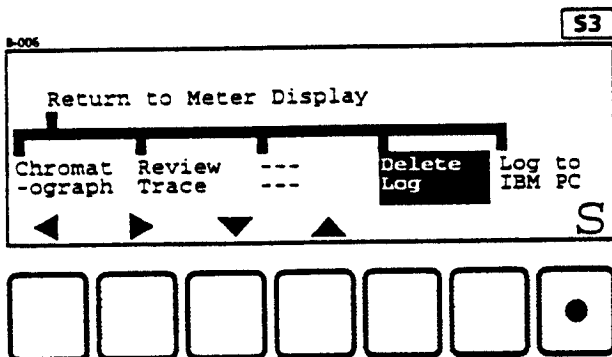 S3
B-006
Return to Meter Display
Chromat Review --- Delete Log to
-ograph Trace --- Log IBM PC
S